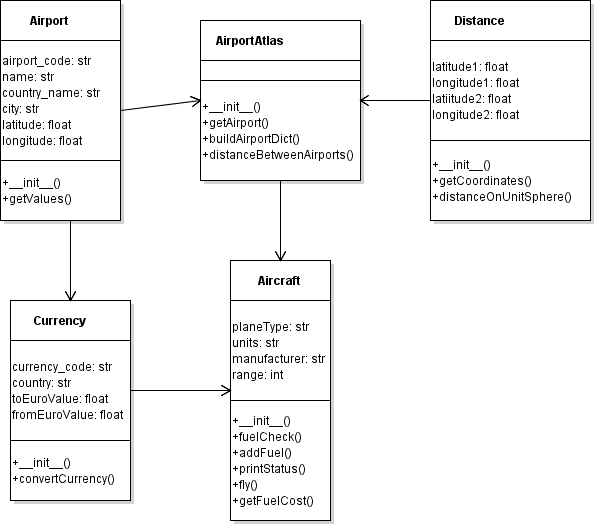 Airport
airport_code: str
name: str
country_name: str
city: str
latitude: float
longitude: float
+__init__()
+getValues()
AirportAtlas
+__init__()
+getAirport()
+buildAirportDict()
+distanceBetweenAirports()
Distance
latitude1: float
longitude1: float
latiitude2: float
longitude2: float
+__init__()
+getCoordinates()
+distanceOnUnitSphere()
Currency
currency_code: str
country: str
toEuroValue: float
fromEuroValue: float
+__init__()
+convertCurrency()
Aircraft
planeType: str
units: str
manufacturer: str
range: int
+__init__()
+fuelCheck()
+addFuel()
+printStatus()
+fly()
+getFuelCost()